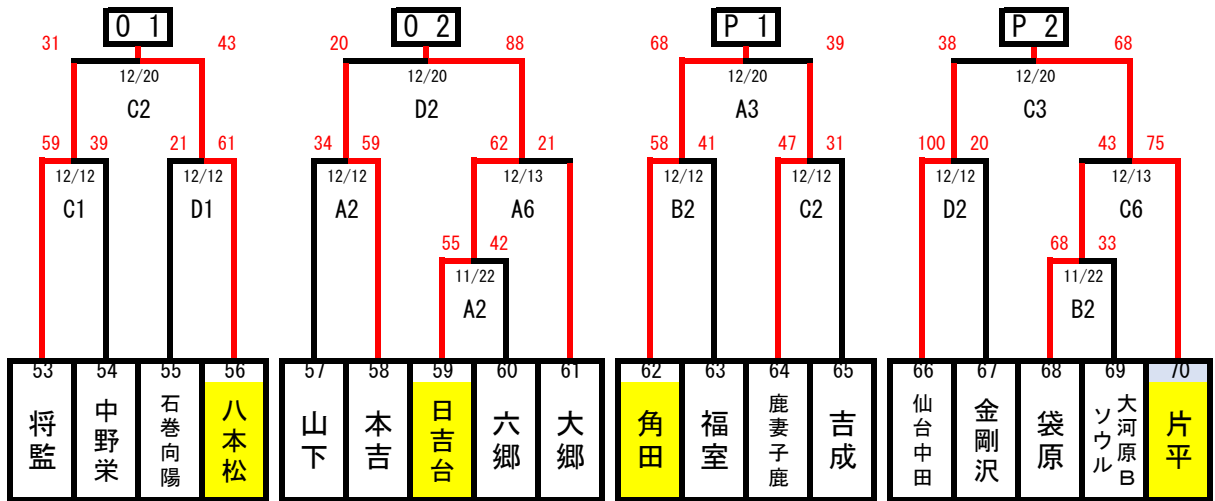 O 1
O 2
P 1
P 2
31 43 20 88 68 39 38 68
12/20 12/20 12/20 12/20
C2 D2 A3 C3
59 39 21 61 34 59 62 21 58 41 47 31 100 20 43 75
12/12 12/12 12/12 12/13 12/12 12/12 12/12 12/13
C1 D1 A2 A6 B2 C2 D2 C6
55 42 68 33
11/22 11/22
A2 B2
53 54 55 56 57 58 59 60 61 62 63 64 65 66 67 68 69 70
将監
中野栄
石巻向陽
八本松
山下
本吉
日吉台
六郷
大郷
角田
福室
鹿妻子鹿
吉成
仙台中田
金剛沢
袋原
大河原B
ソウル
片平